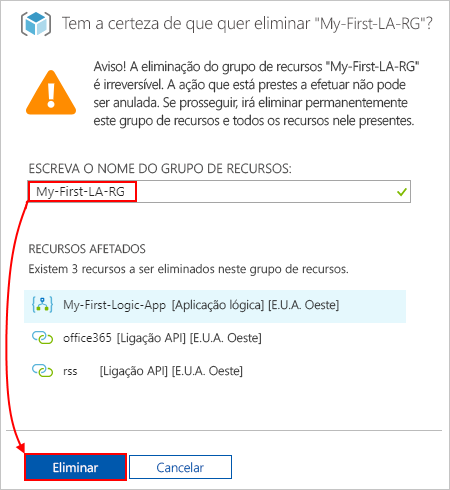 Tem a certeza de que quer eliminar "My-First-LA-RG"?
Aviso! A eliminação do grupo de recursos "My-First-LA-RG"
é irreversível. A ação que está prestes a efetuar não pode
ser anulada. Se prosseguir, irá eliminar permanentemente
este grupo de recursos e todos os recursos nele presentes.
ESCREVA O NOME DO GRUPO DE RECURSOS:
My-First-LA-RG
RECURSOS AFETADOS
Existem 3 recursos a ser eliminados neste grupo de recursos.
My-First-Logic-App [Aplicação lógica] [E.U.A. Oeste]
office365 [Ligação API] [E.U.A. Oeste]
rss [Ligação API] [E.U.A. Oeste]
Eliminar Cancelar